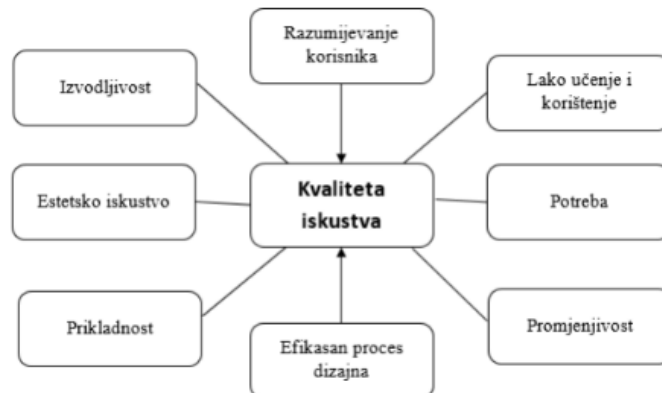 Razumijevanje
korisnika
Izvodljivost
Lako učenje i
korištenje
Estetsko iskustvo
Kvaliteta
iskustva
Potreba
Prikladnost
Efikasan proces
dizajna
Promjenjivost